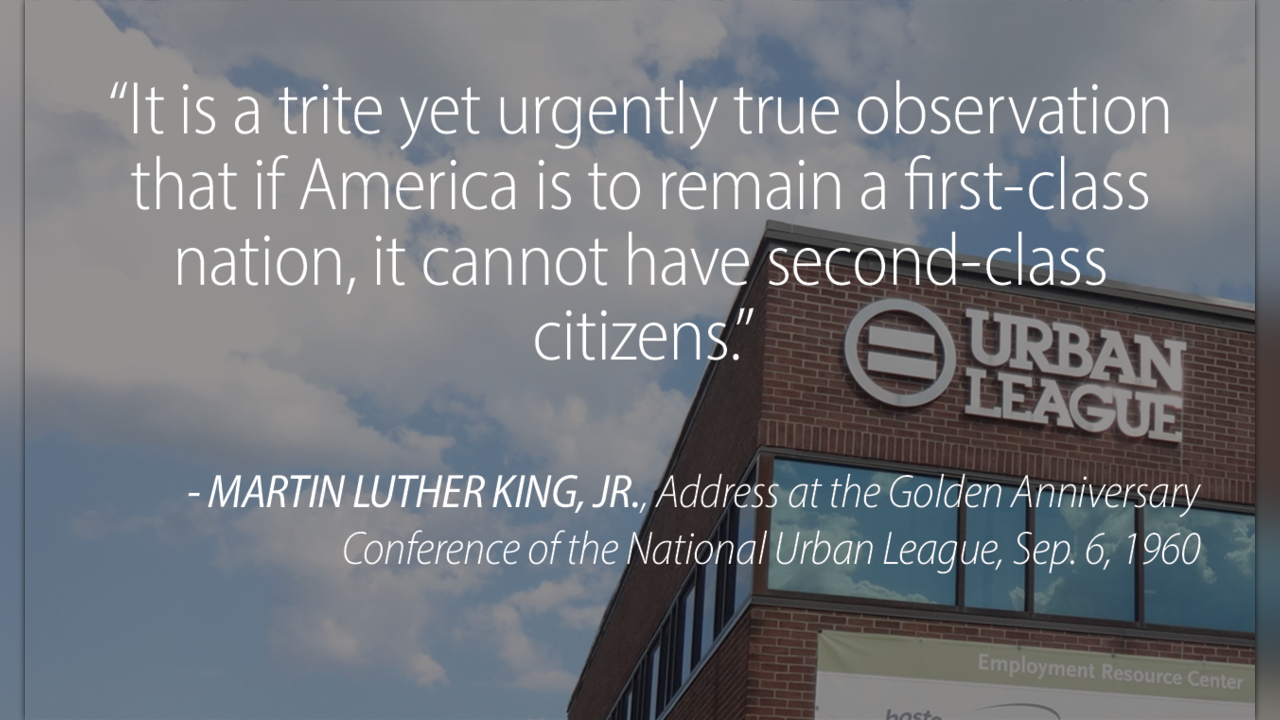 “It is a trite yet urgently true observation
that if America is to remain a first-class
nation, it cannot have second-class
citizens.”
URBAN
LEAGUE
- MARTIN LUTHER KING, JR., Address at the Golden Anniversary
Conference of the National Urban League, Sep. 6, 1960
Employment Resource Center